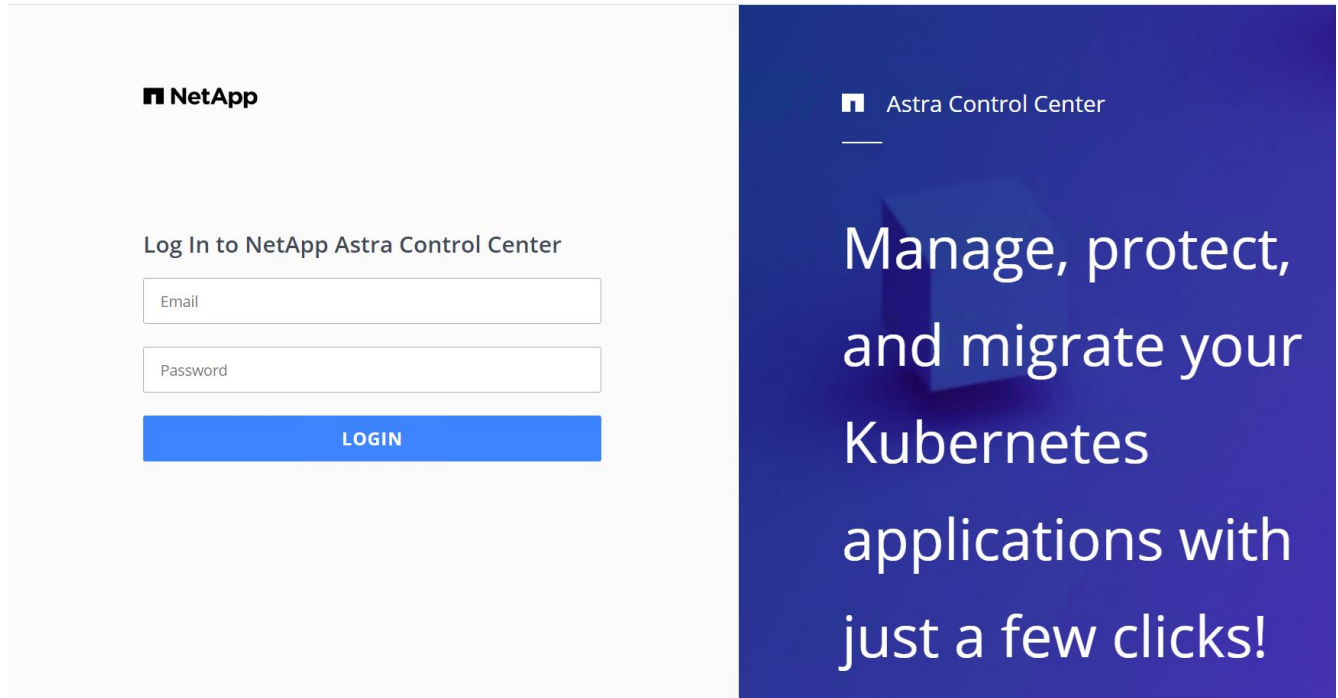 NetApp
Log In to NetApp Astra Control Center
Email
Password
LOGIN
Astra Control Center
Manage, protect,
and migrate your
Kubernetes
applications with
just a few clicks!